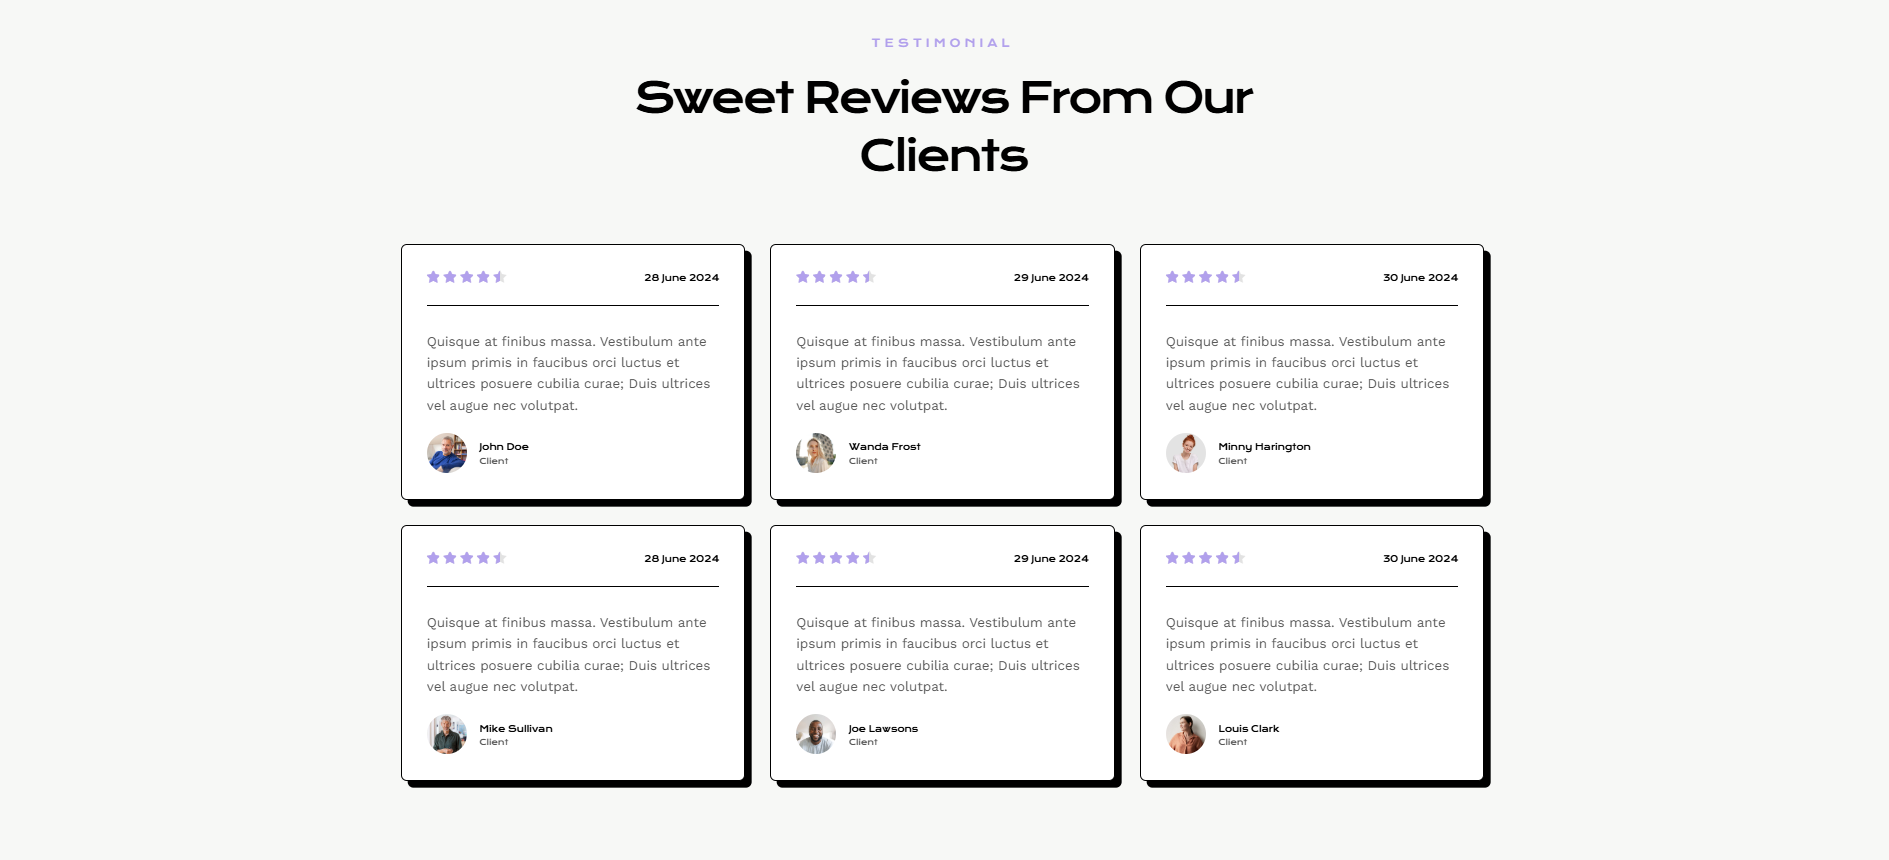 TESTIMONIAL
Sweet Reviews From Our
Clients
28 June 2024
Quisque at finibus massa. Vestibulum ante
ipsum primis in faucibus orci luctus et
ultrices posuere cubilia curae; Duis ultrices
vel augue nec volutpat.
John Doe
Client
29 June 2024
Quisque at finibus massa. Vestibulum ante
ipsum primis in faucibus orci luctus et
ultrices posuere cubilia curae; Duis ultrices
vel augue nec volutpat.
Wanda Frost
Client
30 June 2024
Quisque at finibus massa. Vestibulum ante
ipsum primis in faucibus orci luctus et
ultrices posuere cubilia curae; Duis ultrices
vel augue nec volutpat.
Minny Harington
Client
28 June 2024
Quisque at finibus massa. Vestibulum ante
ipsum primis in faucibus orci luctus et
ultrices posuere cubilia curae; Duis ultrices
vel augue nec volutpat.
Mike Sullivan
Client
29 June 2024
Quisque at finibus massa. Vestibulum ante
ipsum primis in faucibus orci luctus et
ultrices posuere cubilia curae; Duis ultrices
vel augue nec volutpat.
Joe Lawsons
Client
30 June 2024
Quisque at finibus massa. Vestibulum ante
ipsum primis in faucibus orci luctus et
ultrices posuere cubilia curae; Duis ultrices
vel augue nec volutpat.
Louis Clark
Client